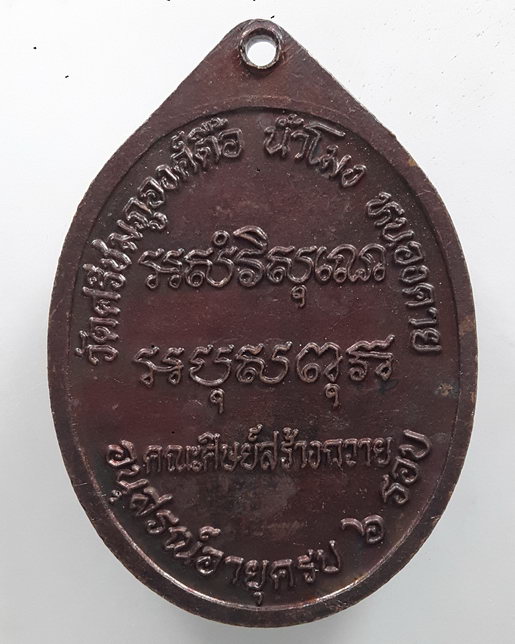 วัดศรีชมภูองค์ตื้อ น้ำโมง หนองคาย
คณะศิษย์สร้างถวาย
อนุสรณ์อายุครบ ๖ รอบ